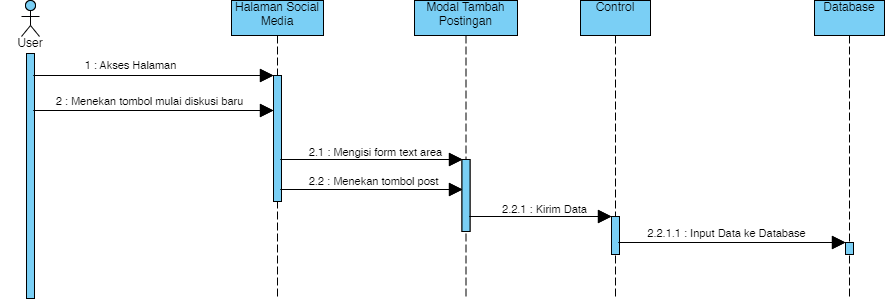 User
Halaman Social
Media
Modal Tambah
Postingan
Control
Database
1 : Akses Halaman
2 : Menekan tombol mulai diskusi baru
2.1 : Mengisi form text area
2.2 : Menekan tombol post
2.2.1 : Kirim Data
2.2.1.1 : Input Data ke Database